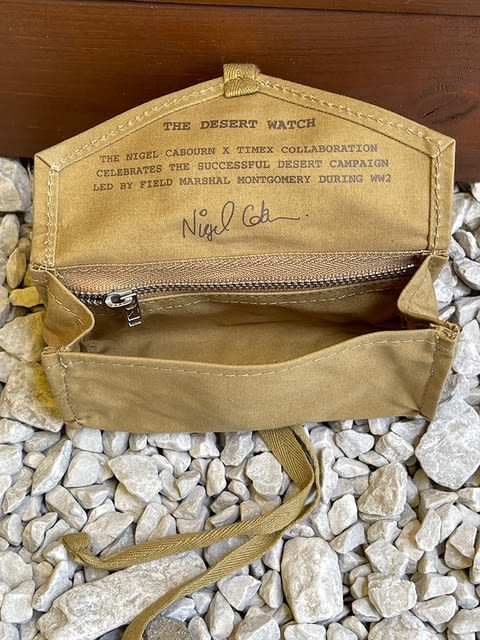 THE DESERT WATCH
THE NIGEL CABOURN X TIMEX COLLABORATION
CELEBRATES THE SUCCESSFUL DESERT CAMPAIGN
LED BY FIELD MARSHAL MONTGOMERY DURING WW2
Nigel